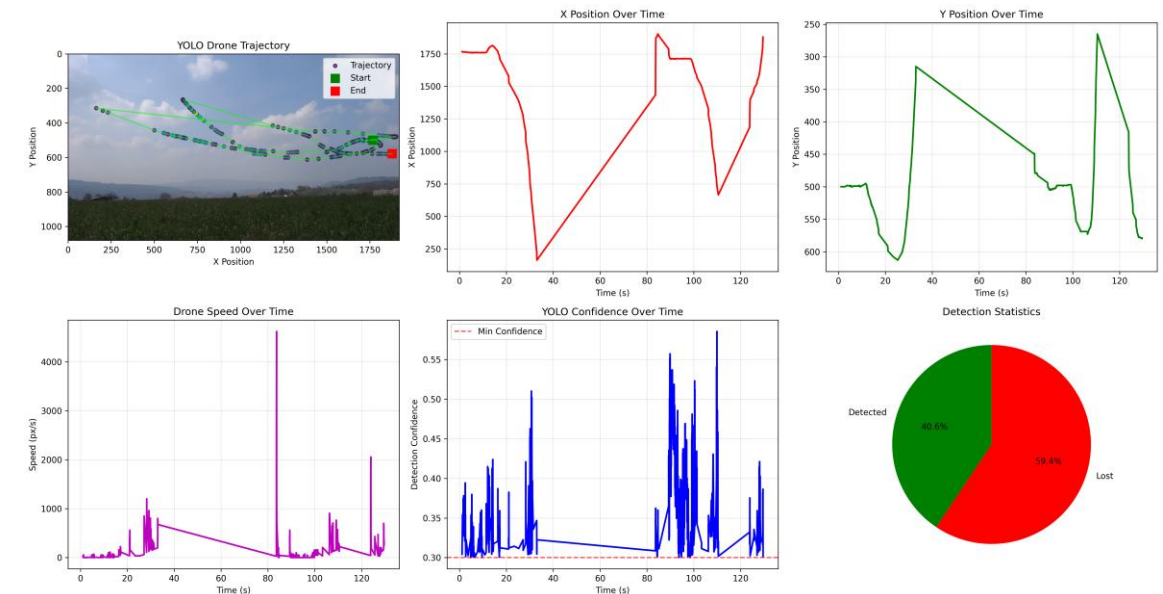 YOLO Drone Trajectory
Y Position
0
200
400
600
800
1000
Trajectory
Start
End
0 250 500 750 1000 1250 1500 1750
X Position
X Position Over Time
X Position
1750
1500
1250
1000
750
500
250
0 20 40 60 80 100 120
Time (s)
Y Position Over Time
Y Position
250
300
350
400
450
500
550
600
0 20 40 60 80 100 120
Time (s)
Drone Speed Over Time
Speed (px/s)
4000
3000
2000
1000
0
0 20 40 60 80 100 120
Time (s)
YOLO Confidence Over Time
Min Confidence
Detection Confidence
0.55
0.50
0.45
0.40
0.35
0.30
0 20 40 60 80 100 120
Time (s)
Detection Statistics
Detected
40.6%
59.4%
Lost